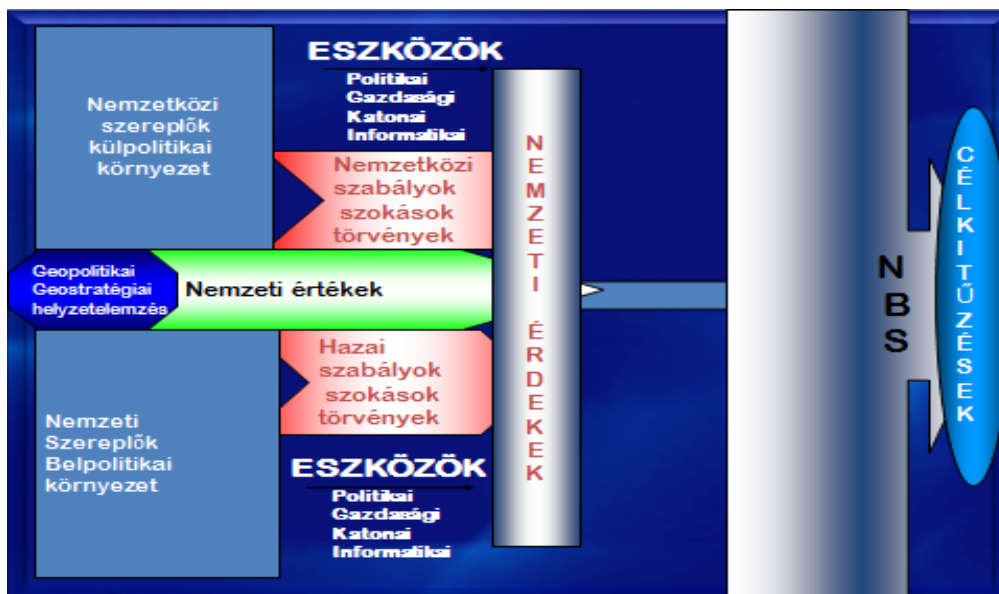 Nemzetközi
szereplők
külpolitikai
környezet
ESZKÖZÖK
Politikai
Gazdasági
Katonai
Informatikai
Nemzetközi
szabályok
szokások
törvények
Geopolitikai
Geostratégiai
helyzetelemzés
Nemzeti értékek
Hazai
szabályok
szokások
törvények
Nemzeti
Szereplők
Belpolitikai
környezet
ESZKÖZÖK
Politikai
Gazdasági
Katonai
Informatikai
NEMZETI ÉRDEKEK
NBS
CÉLKITŰZÉSEK